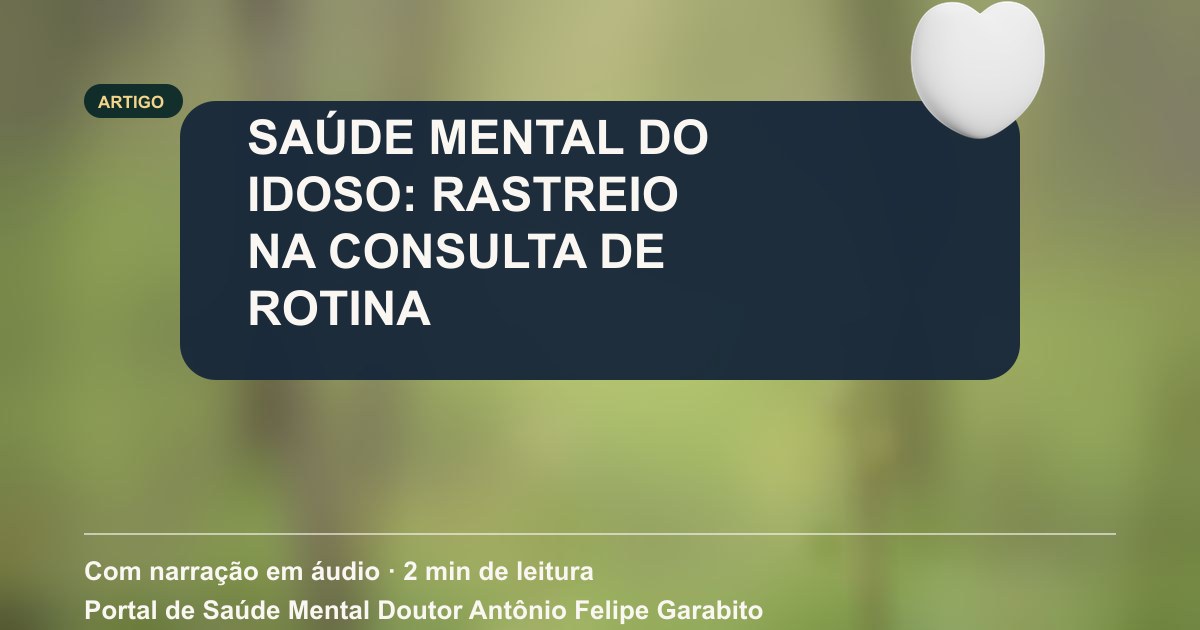 ARTIGO
SAÚDE MENTAL DO
IDOSO: RASTREIO
NA CONSULTA DE
ROTINA
Com narração em áudio · 2 min de leitura
Portal de Saúde Mental Doutor Antônio Felipe Garabito